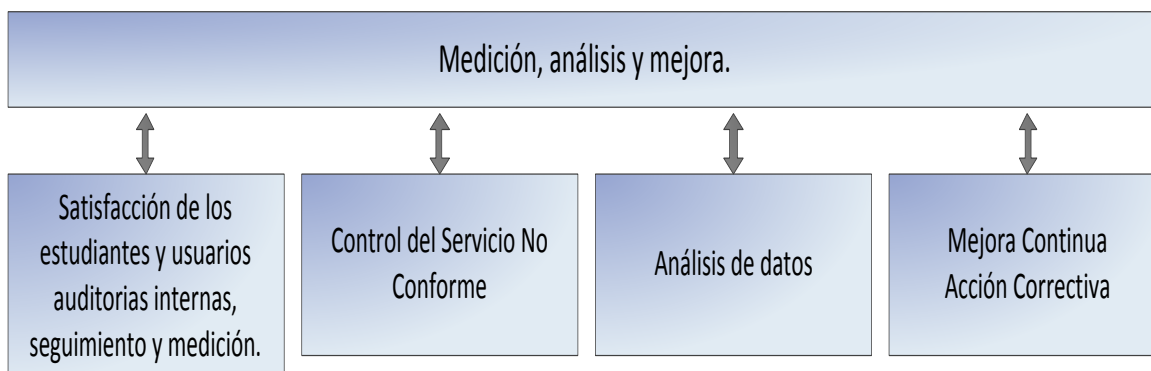 Medición, análisis y mejora.
Satisfacción de los
estudiantes y usuarios
auditorias internas,
seguimiento y medición.
Control del Servicio No
Conforme
Análisis de datos
Mejora Continua
Acción Correctiva